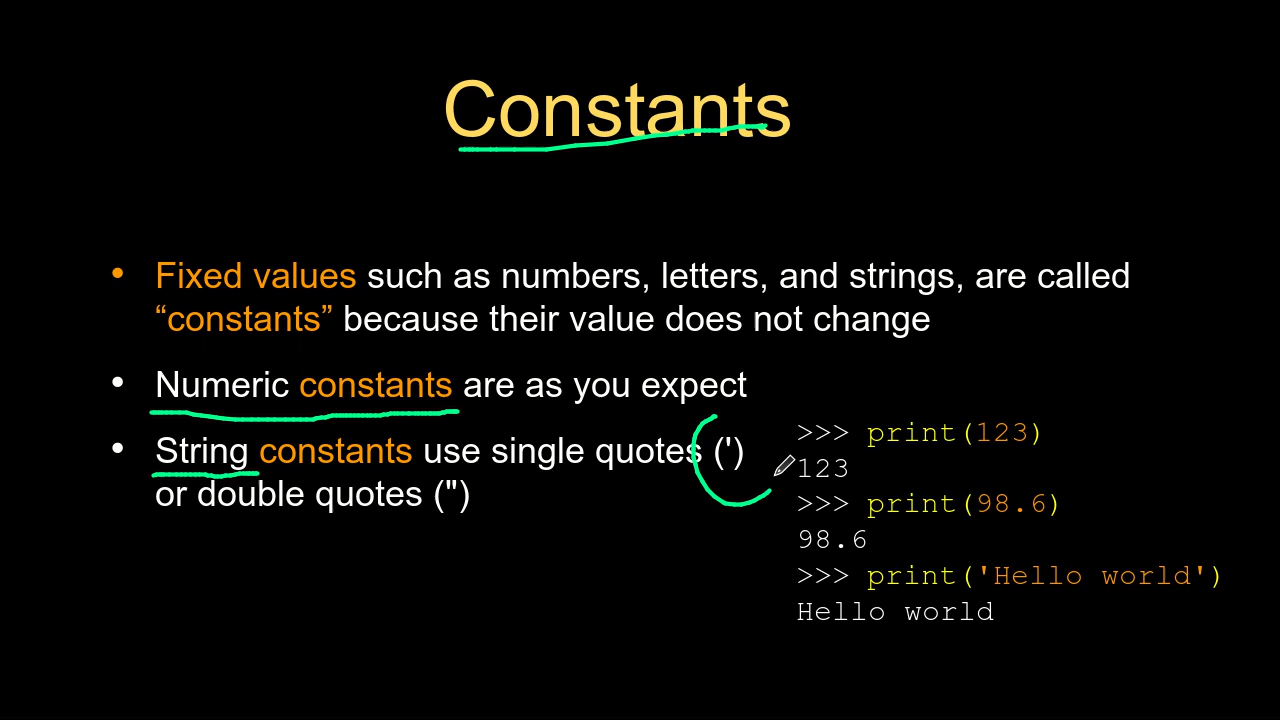 Constants
• Fixed values such as numbers, letters, and strings, are called
“constants” because their value does not change
• Numeric constants are as you expect
• String constants use single quotes (')
or double quotes (")
>>> print(123)
123
>>> print(98.6)
98.6
>>> print('Hello world')
Hello world